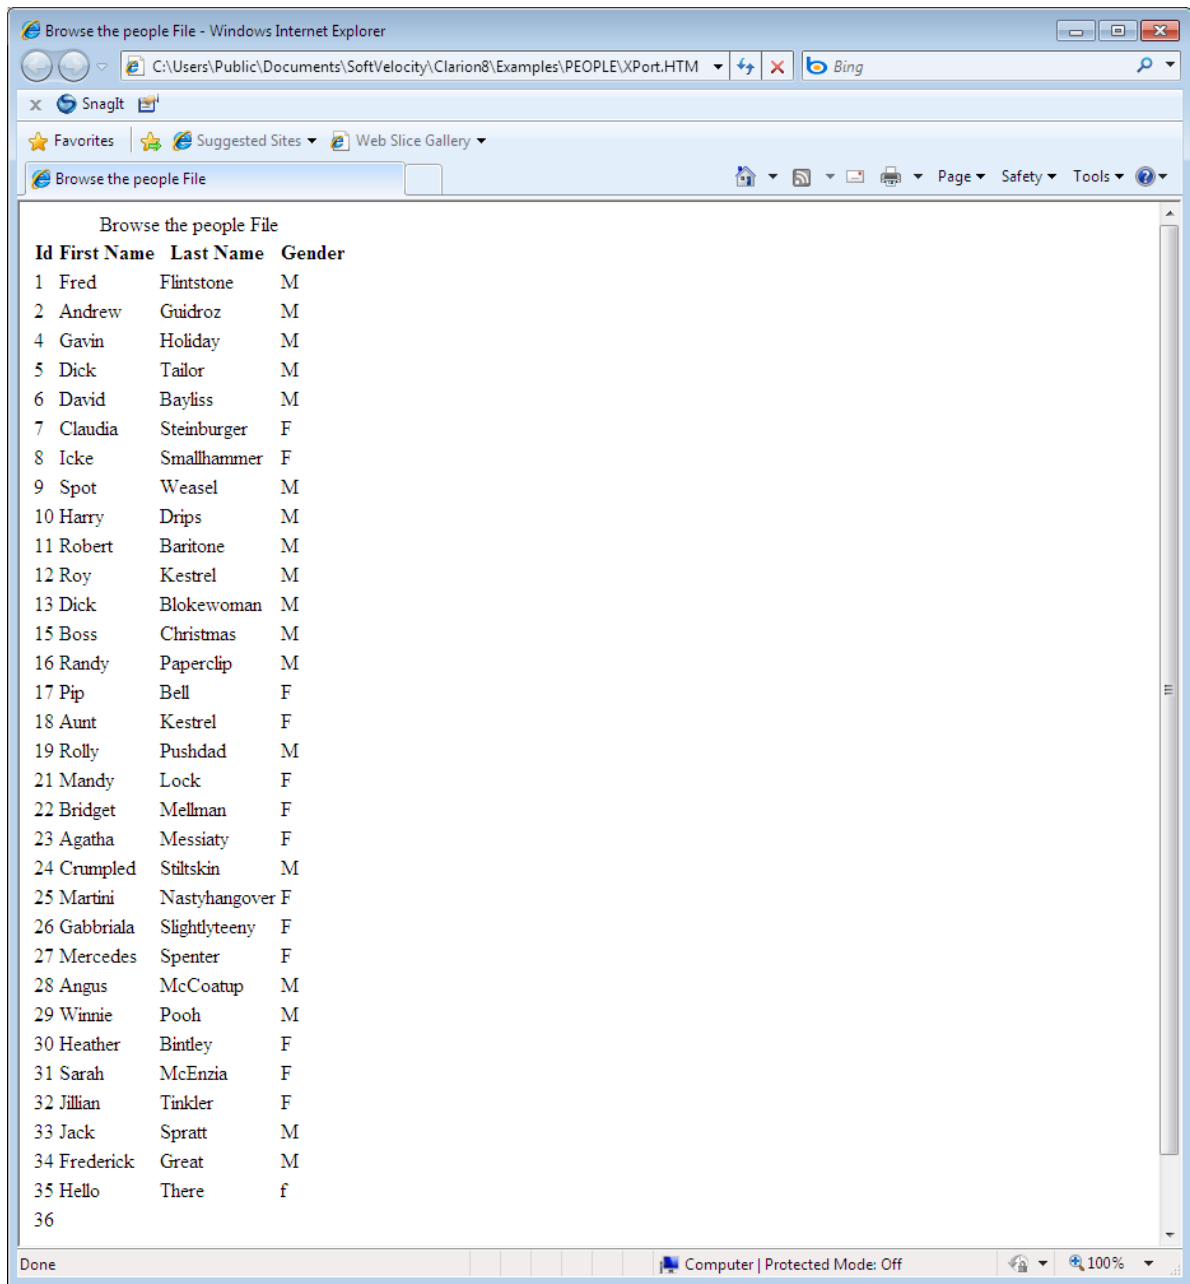 Browse the people File - Windows Internet Explorer
C:\Users\Public\Documents\SoftVelocity\Clarion8\Examples\PEOPLE\XPort.HTM
Bing
x SnagIt
Favorites Suggested Sites Web Slice Gallery
Browse the people File Page Safety Tools
Browse the people File
Id First Name Last Name Gender
1 Fred Flintstone M
2 Andrew Guidroz M
4 Gavin Holiday M
5 Dick Tailor M
6 David Bayliss M
7 Claudia Steinburger F
8 Icke Smallhammer F
9 Spot Weasel M
10 Harry Drips M
11 Robert Baritone M
12 Roy Kestrel M
13 Dick Blokewoman M
15 Boss Christmas M
16 Randy Paperclip M
17 Pip Bell F
18 Aunt Kestrel F
19 Rolly Pushdad M
21 Mandy Lock F
22 Bridget Mellman F
23 Agatha Messiaty F
24 Crumpled Stiltskin M
25 Martini Nastyhangover F
26 Gabbriala Slightlyteeny F
27 Mercedes Spenter F
28 Angus McCoatup M
29 Winnie Pooh M
30 Heather Bintley F
31 Sarah McEnzia F
32 Jillian Tinkler F
33 Jack Spratt M
34 Frederick Great M
35 Hello There f
36
Done Computer | Protected Mode: Off 100%